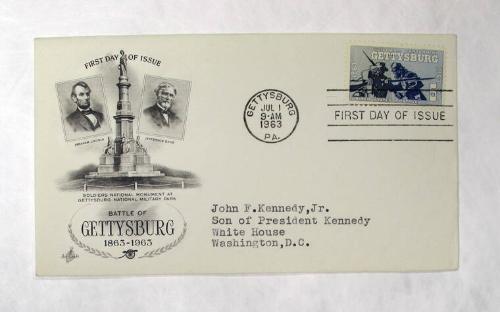 FIRST DAY OF ISSUE
ABRAHAM LINCOLN
SOLDIERS NATIONAL MONUMENT AT
GETTYSBURG NATIONAL MILITARY PARK
BATTLE OF
GETTYSBURG
1863-1963
GETTYSBURG
JUL 1
9-AM
1963
PA.
GETTYSBURG
FIRST DAY OF ISSUE
John F.Kennedy,Jr.
Son of President Kennedy
White House
Washington,D.C.